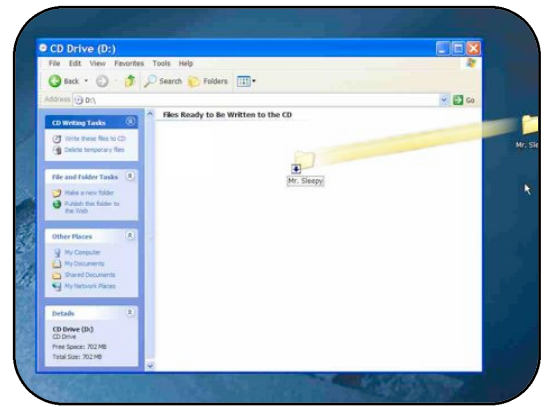 CD Drive (D:)
File Edit View Favorites Tools Help
Back Search Folders
Address D:\ Go
CD Writing Tasks
Write these files to CD
Delete temporary files
File and Folder Tasks
Make a new folder
Publish this folder to
the Web
Other Places
My Computer
My Documents
Shared Documents
My Network Places
Details
CD Drive (D:)
CD Drive
Free Space: 702 MB
Total Size: 702 MB
Files Ready to Be Written to the CD
Mr. Sleepy
Mr. Sle